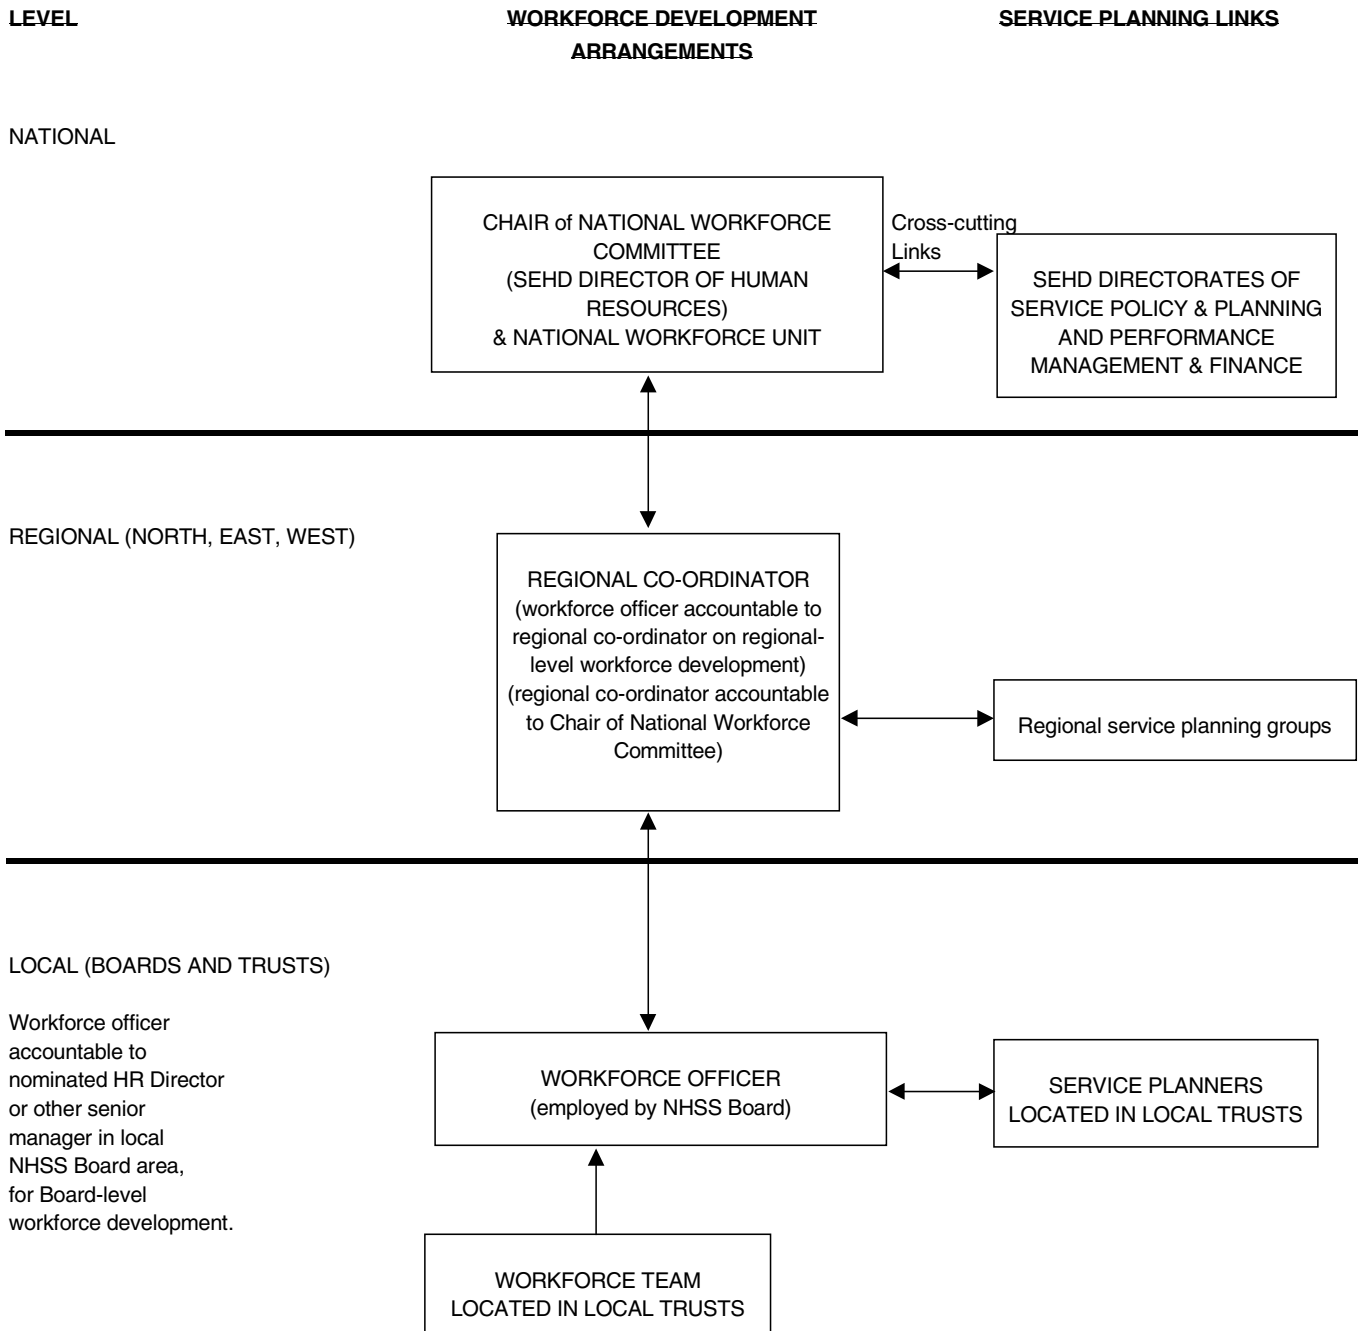 LEVEL
WORKFORCE DEVELOPMENT
ARRANGEMENTS
SERVICE PLANNING LINKS
NATIONAL
CHAIR of NATIONAL WORKFORCE
COMMITTEE
(SEHD DIRECTOR OF HUMAN
RESOURCES)
& NATIONAL WORKFORCE UNIT
Cross-cutting
Links
SEHD DIRECTORATES OF
SERVICE POLICY & PLANNING
AND PERFORMANCE
MANAGEMENT & FINANCE
REGIONAL (NORTH, EAST, WEST)
REGIONAL CO-ORDINATOR
(workforce officer accountable to
regional co-ordinator on regional-
level workforce development)
(regional co-ordinator accountable
to Chair of National Workforce
Committee)
Regional service planning groups
LOCAL (BOARDS AND TRUSTS)
Workforce officer
accountable to
nominated HR Director
or other senior
manager in local
NHSS Board area,
for Board-level
workforce development.
WORKFORCE OFFICER
(employed by NHSS Board)
SERVICE PLANNERS
LOCATED IN LOCAL TRUSTS
WORKFORCE TEAM
LOCATED IN LOCAL TRUSTS